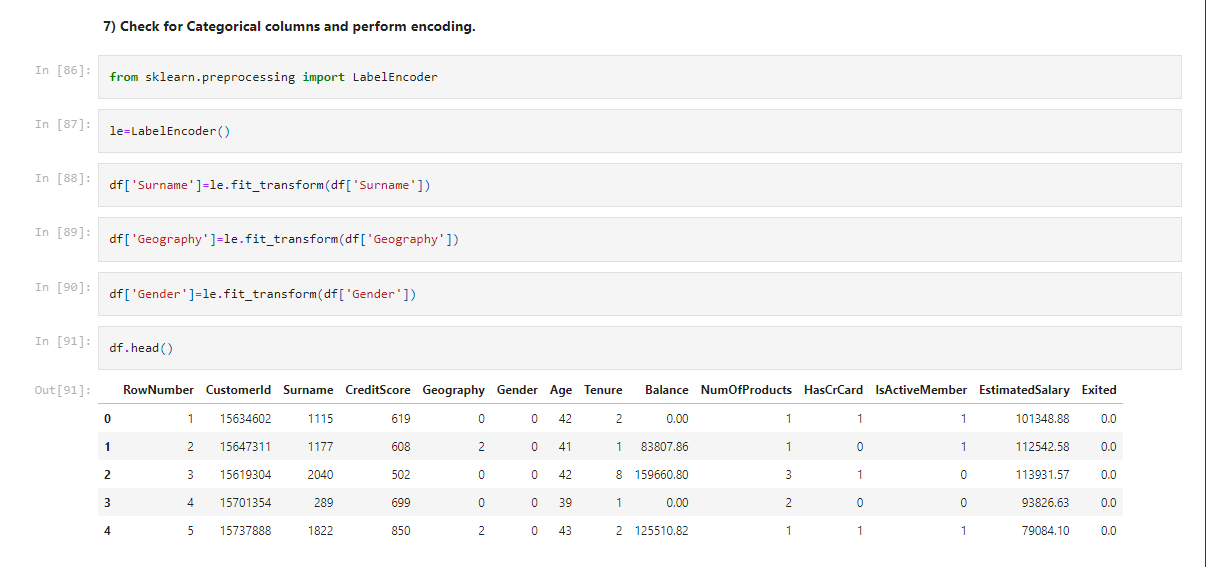 7) Check for Categorical columns and perform encoding.
In [86]: from sklearn.preprocessing import LabelEncoder
In [87]: le=LabelEncoder()
In [88]: df['Surname']=le.fit_transform(df['Surname'])
In [89]: df['Geography']=le.fit_transform(df['Geography'])
In [90]: df['Gender']=le.fit_transform(df['Gender'])
In [91]: df.head()
Out[91]: RowNumber CustomerId Surname CreditScore Geography Gender Age Tenure Balance NumOfProducts HasCrCard IsActiveMember EstimatedSalary Exited
0 1 15634602 1115 619 0 0 42 2 0.00 1 1 1 101348.88 0.0
1 2 15647311 1177 608 2 0 41 1 83807.86 1 0 1 112542.58 0.0
2 3 15619304 2040 502 0 0 42 8 159660.80 3 1 0 113931.57 0.0
3 4 15701354 289 699 0 0 39 1 0.00 2 0 0 93826.63 0.0
4 5 15737888 1822 850 2 0 43 2 125510.82 1 1 1 79084.10 0.0